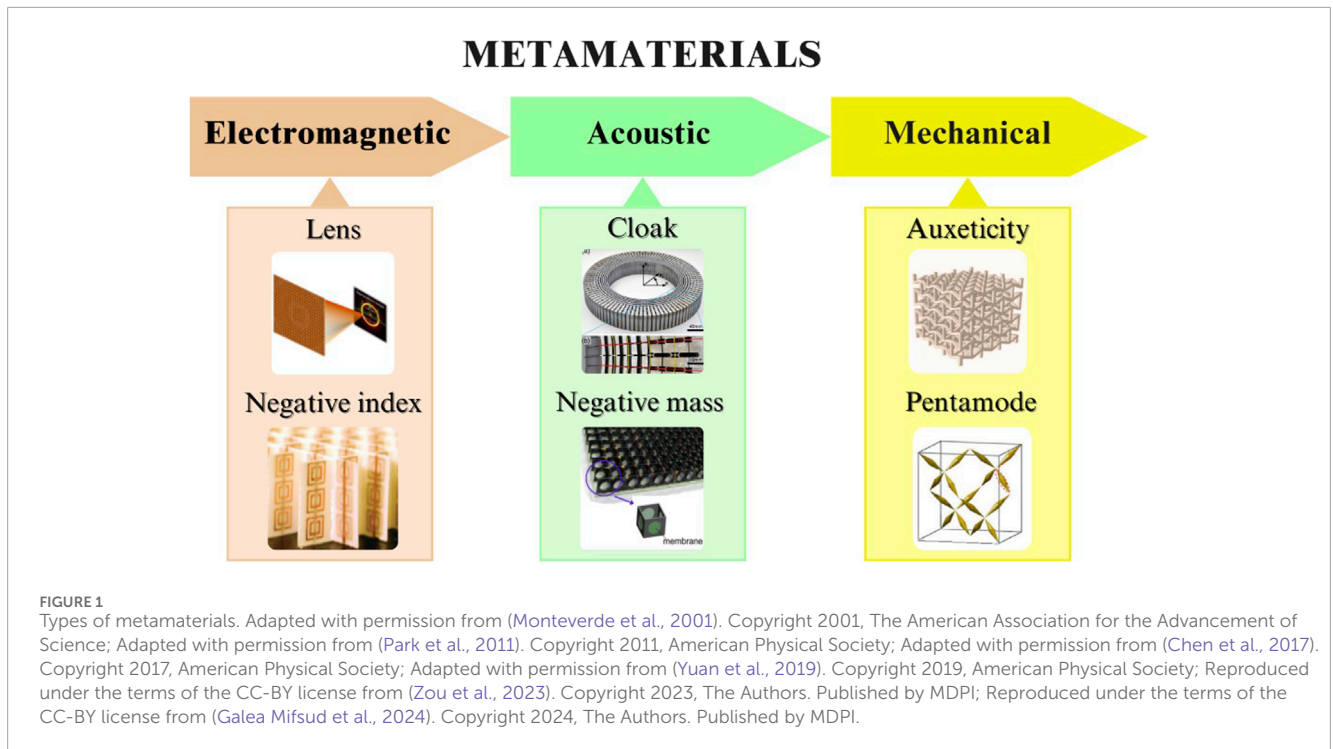 METAMATERIALS
Electromagnetic
Acoustic
Mechanical
Lens
Negative index
Cloak
(b)
Negative mass
membrane
Auxeticity
Pentamode
FIGURE 1
Types of metamaterials. Adapted with permission from (Monteverde et al., 2001). Copyright 2001, The American Association for the Advancement of
Science; Adapted with permission from (Park et al., 2011). Copyright 2011, American Physical Society; Adapted with permission from (Chen et al., 2017).
Copyright 2017, American Physical Society; Adapted with permission from (Yuan et al., 2019). Copyright 2019, American Physical Society; Reproduced
under the terms of the CC-BY license from (Zou et al., 2023). Copyright 2023, The Authors. Published by MDPI; Reproduced under the terms of the
CC-BY license from (Galea Mifsud et al., 2024). Copyright 2024, The Authors. Published by MDPI.